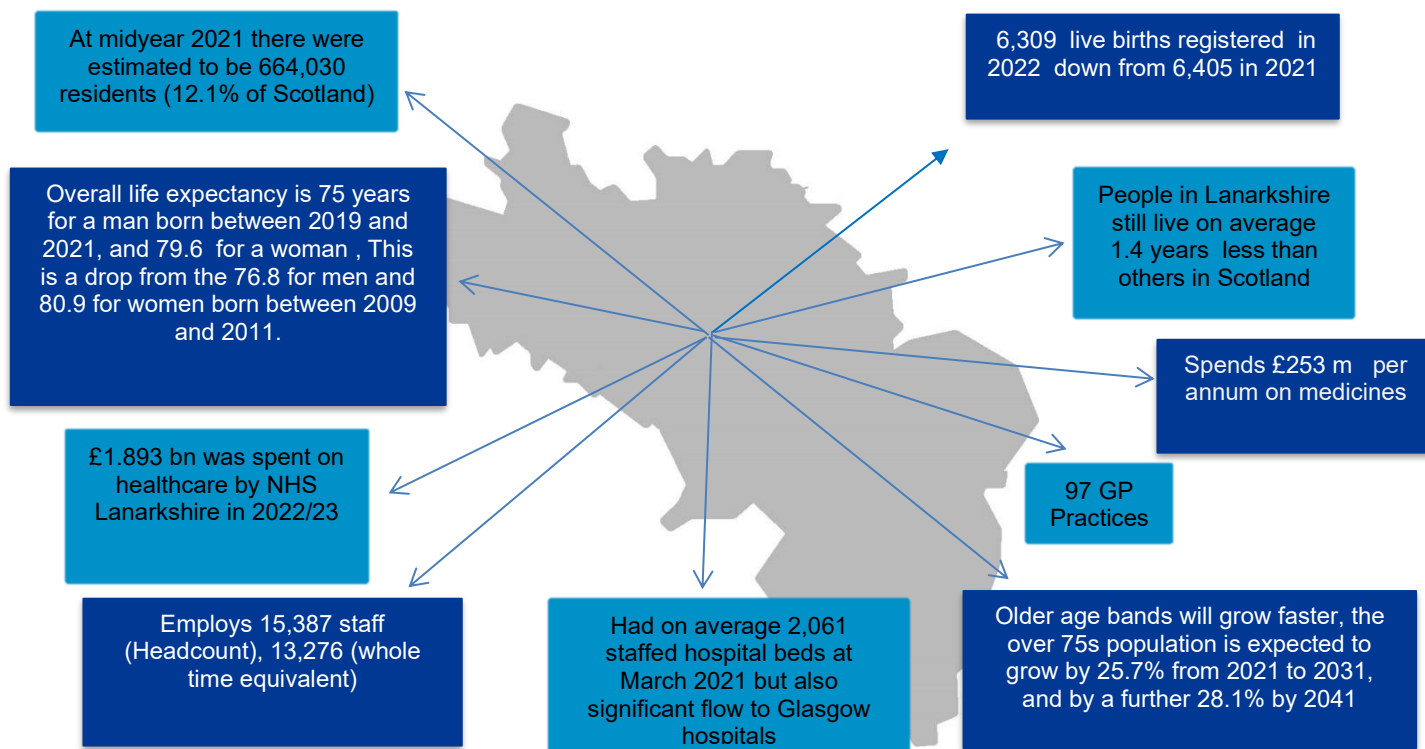 At midyear 2021 there were
estimated to be 664,030
residents (12.1% of Scotland)
6,309 live births registered in
2022 down from 6,405 in 2021
Overall life expectancy is 75 years
for a man born between 2019 and
2021, and 79.6 for a woman , This
is a drop from the 76.8 for men and
80.9 for women born between 2009
and 2011.
People in Lanarkshire
still live on average
1.4 years less than
others in Scotland
Spends £253 m per
annum on medicines
£1.893 bn was spent on
healthcare by NHS
Lanarkshire in 2022/23
97 GP
Practices
Employs 15,387 staff
(Headcount), 13,276 (whole
time equivalent)
Had on average 2,061
staffed hospital beds at
March 2021 but also
significant flow to Glasgow
hospitals
Older age bands will grow faster, the
over 75s population is expected to
grow by 25.7% from 2021 to 2031,
and by a further 28.1% by 2041